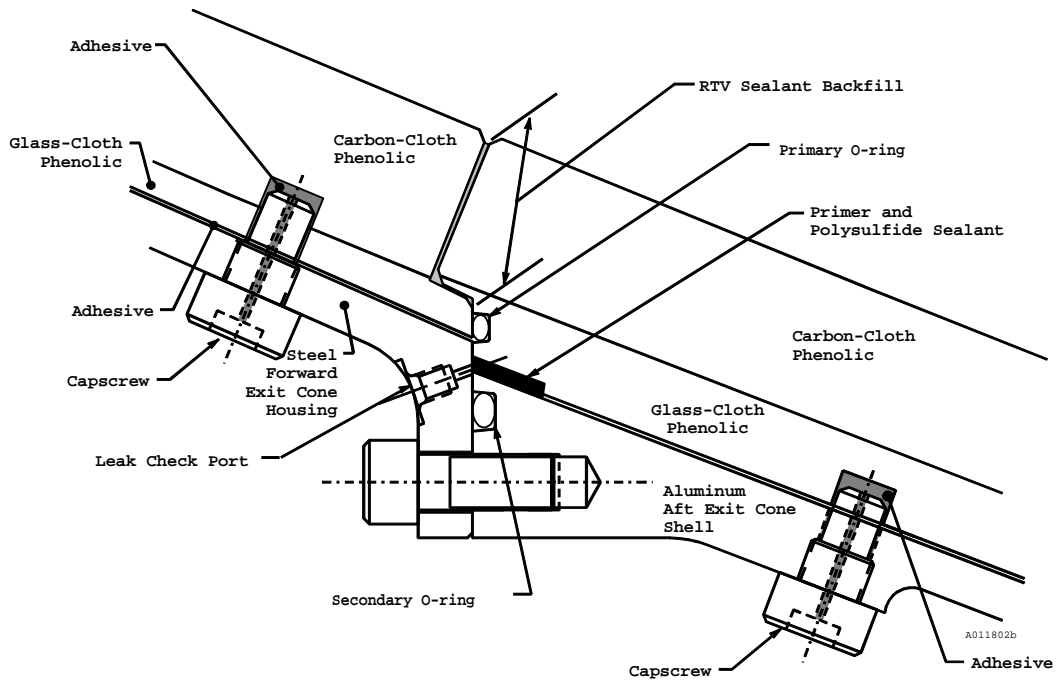 Adhesive
RTV Sealant Backfill
Glass-Cloth
Phenolic
Carbon-Cloth
Phenolic
Primary O-ring
Primer and
Polysulfide Sealant
Adhesive
Carbon-Cloth
Phenolic
Capscrew
Steel
Forward
Exit Cone
Housing
Glass-Cloth
Phenolic
Leak Check Port
Aluminum
Aft Exit Cone
Shell
Secondary O-ring
A011802b
Capscrew
Adhesive